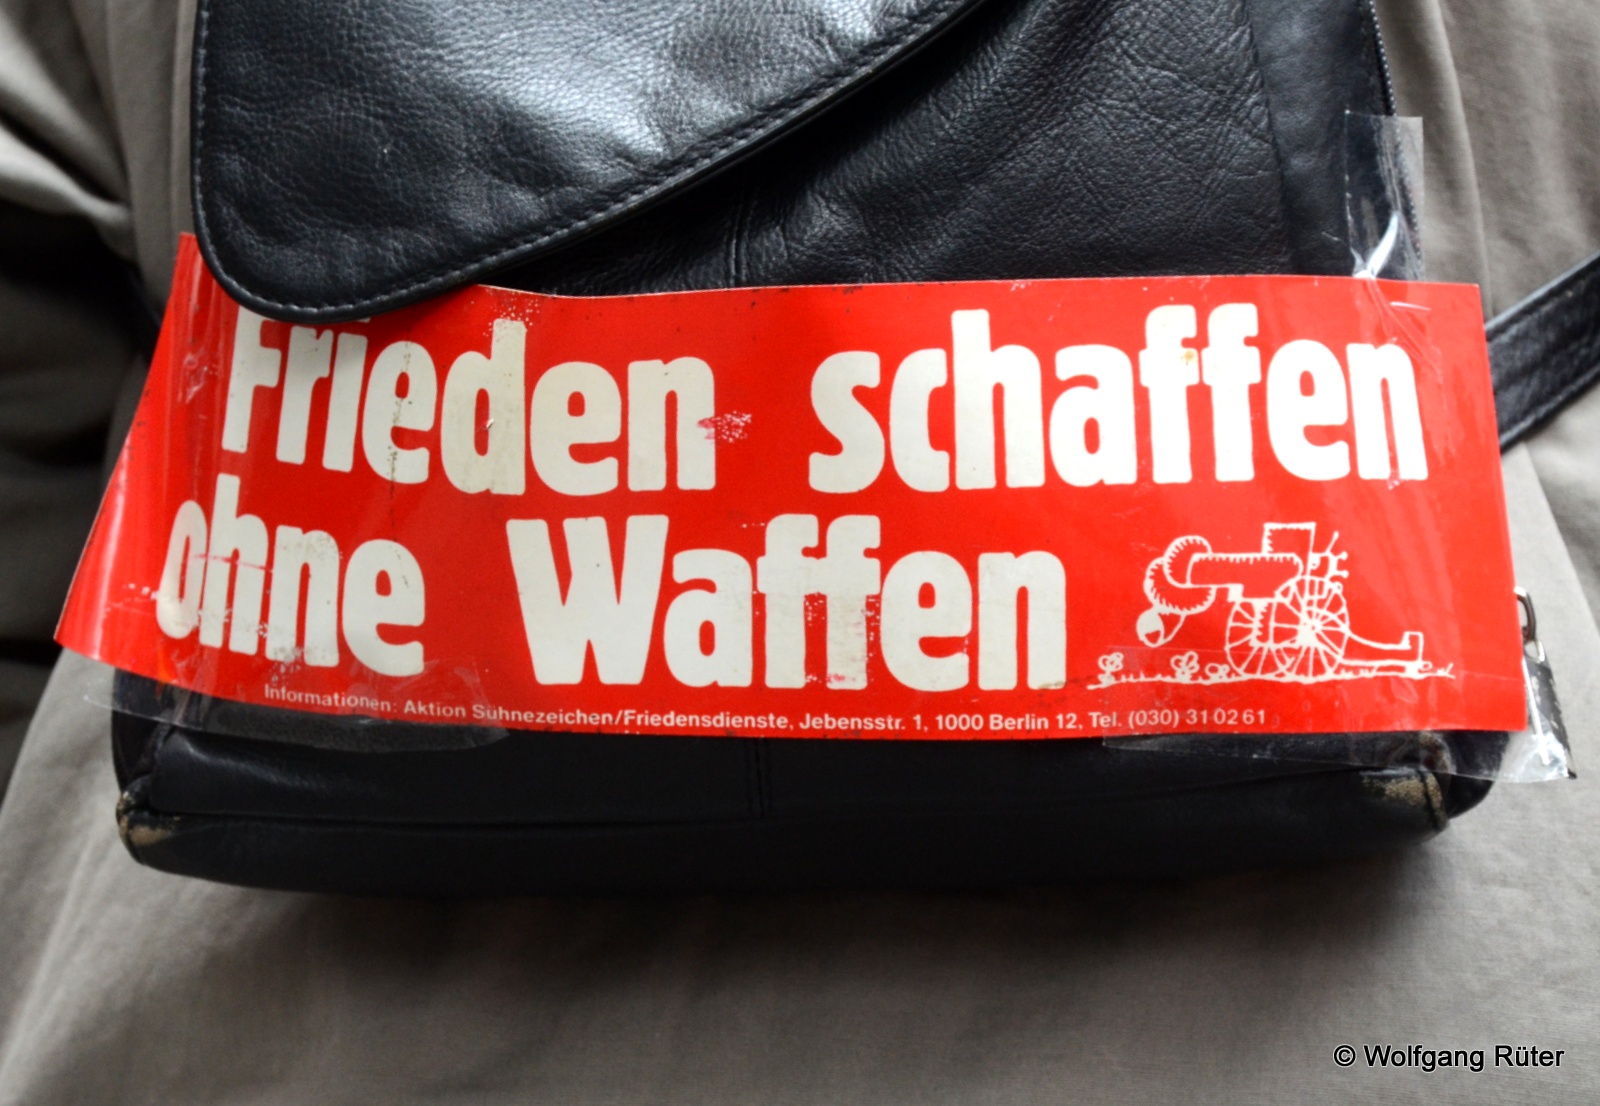 Frieden schaffen
ohne Waffen
Informationen: Aktion Sühnezeichen/Friedensdienste, Jebensstr. 1, 1000 Berlin 12, Tel. (030) 31 02 61
© Wolfgang Rüter